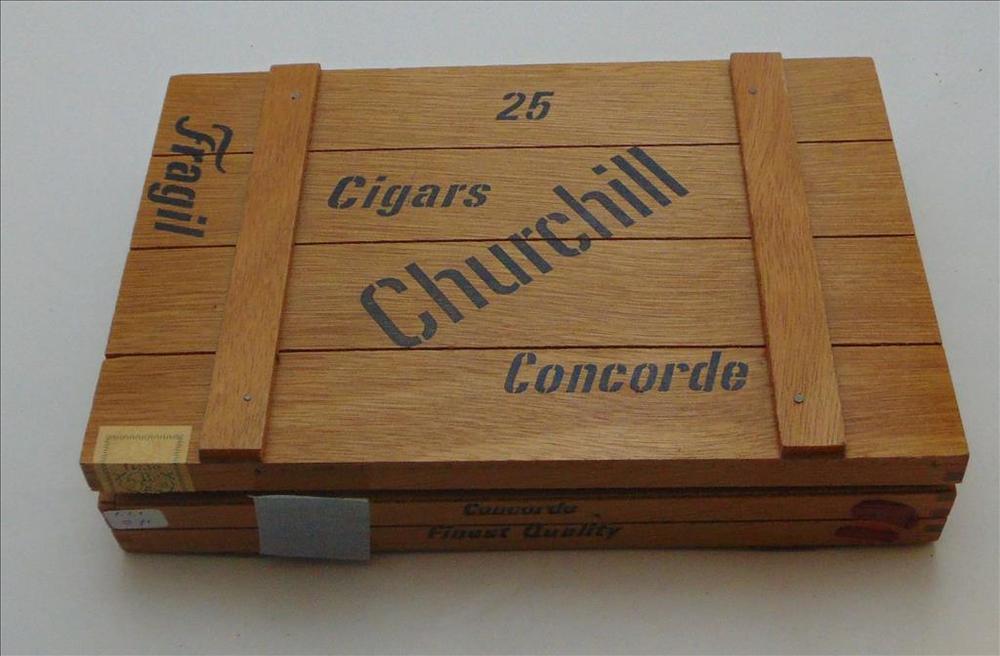 25
Fragil
Cigars
Churchill
Concorde
Concorde
Finest Quality